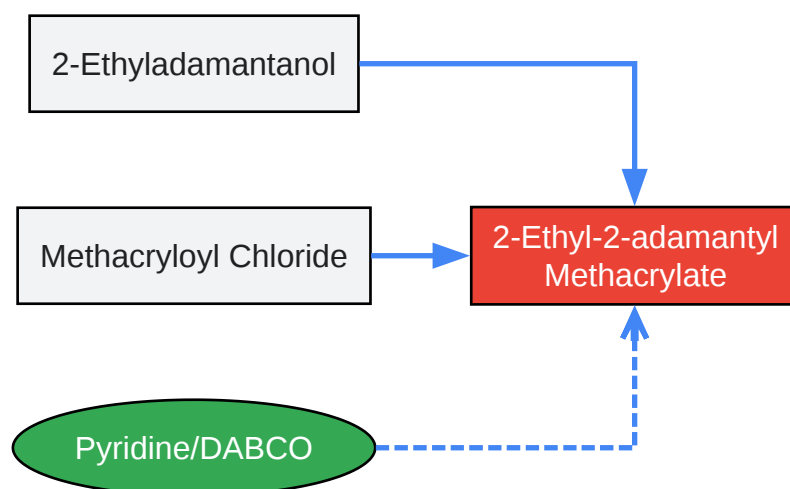 2-Ethyladamantanol
Methacryloyl Chloride
2-Ethyl-2-adamantyl
Methacrylate
Pyridine/DABCO